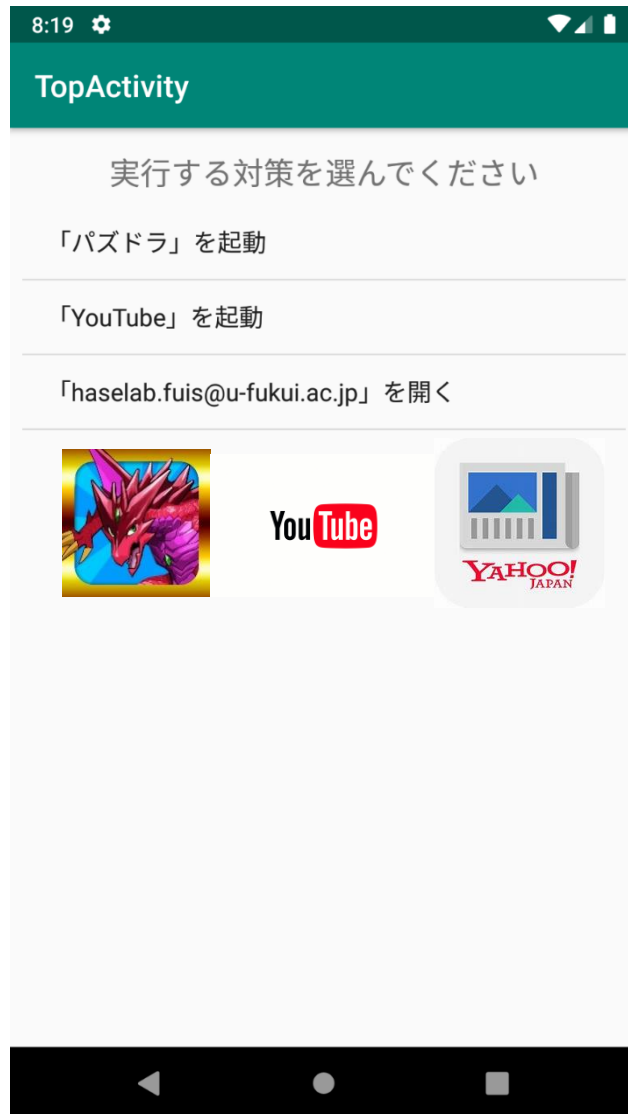 8:19
TopActivity
実行する対策を選んでください
「パズドラ」を起動
「YouTube」を起動
「haselab.fuis@u-fukui.ac.jp」を開く
YouTube
YAHOO!
JAPAN